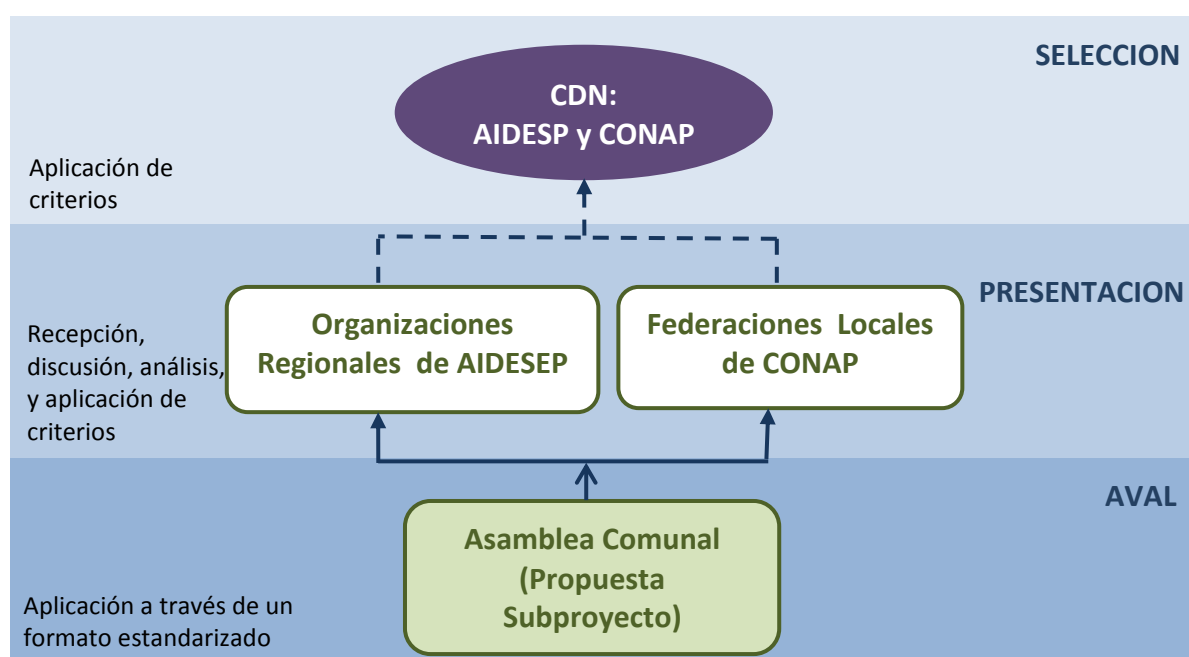 SELECCION
CDN:
AIDESP y CONAP
Aplicación de
criterios
PRESENTACION
Organizaciones
Regionales de AIDESEP
Federaciones Locales
de CONAP
Recepción,
discusión, análisis,
y aplicación de
criterios
AVAL
Asamblea Comunal
(Propuesta
Subproyecto)
Aplicación a través de un
formato estandarizado